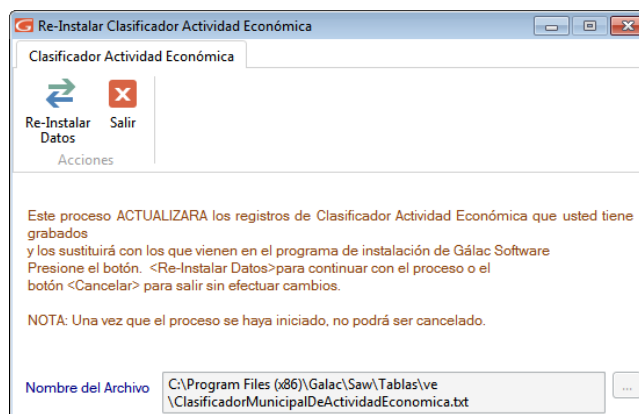 G Re-Instalar Clasificador Actividad Económica
Clasificador Actividad Económica
Re-Instalar
Datos
Salir
Acciones
Este proceso ACTUALIZARA los registros de Clasificador Actividad Económica que usted tiene
grabados
y los sustituirá con los que vienen en el programa de instalación de Gálac Software
Presione el botón. <Re-Instalar Datos>para continuar con el proceso o el
botón <Cancelar> para salir sin efectuar cambios.
NOTA: Una vez que el proceso se haya iniciado, no podrá ser cancelado.
Nombre del Archivo
C:\Program Files (x86)\Galac\Saw\Tablas\ve
\ClasificadorMunicipalDeActividadEconomica.txt
...